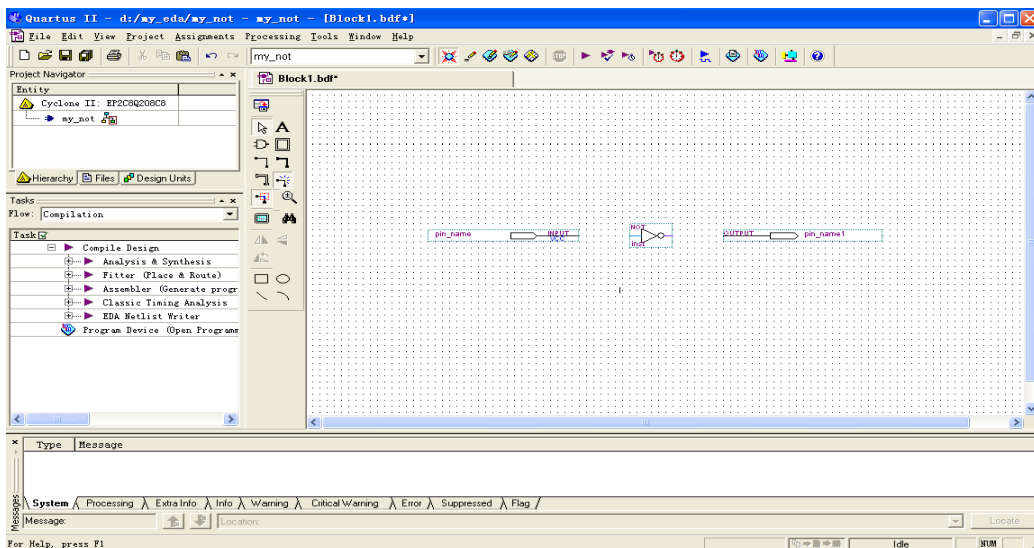 Quartus II - d:/my_eda/my_not - my_not - [Block1.bdf*]
File Edit View Project Assignments Processing Tools Window Help
my_not
Project Navigator
Entity
Cyclone II: EP2C8Q208C8
my_not
Hierarchy Files Design Units
Tasks
Flow: Compilation
Task
Compile Design
Analysis & Synthesis
Fitter (Place & Route)
Assembler (Generate progr
Classic Timing Analysis
EDA Netlist Writer
Program Device (Open Programm
Block1.bdf*
A
pin_name INPUT
VCC
NOT
inst
OUTPUT pin_name1
Type Message
Messages
System Processing Extra Info Info Warning Critical Warning Error Suppressed Flag
Message: Location: Locate
For Help, press F1 Idle NUM